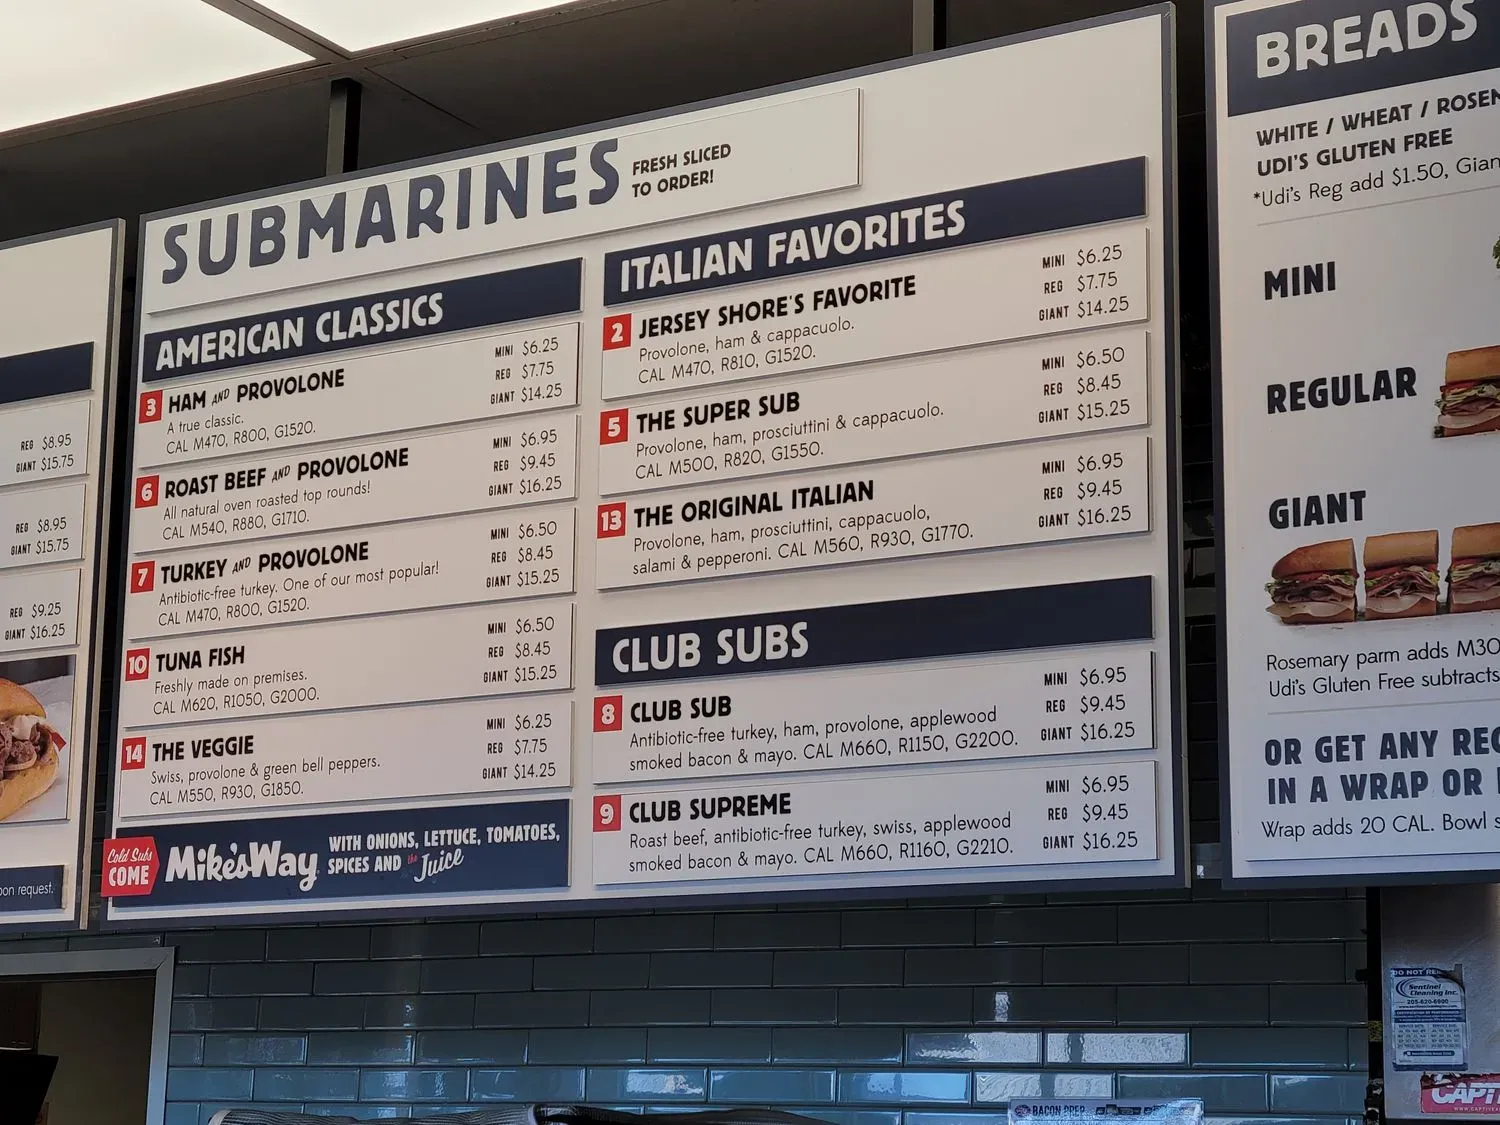 REG $8.95
GIANT $15.75
REG $8.95
GIANT $15.75
REG $9.25
GIANT $16.25
request.
SUBMARINES
FRESH SLICED
TO ORDER!
AMERICAN CLASSICS
3 HAM AND PROVOLONE
A true classic.
CAL M470, R800, G1520.
MINI $6.25
REG $7.75
GIANT $14.25
6 ROAST BEEF AND PROVOLONE
All natural oven roasted top rounds!
CAL M540, R880, G1710.
MINI $6.95
REG $9.45
GIANT $16.25
7 TURKEY AND PROVOLONE
Antibiotic-free turkey. One of our most popular!
CAL M470, R800, G1520.
MINI $6.50
REG $8.45
GIANT $15.25
10 TUNA FISH
Freshly made on premises.
CAL M620, R1050, G2000.
MINI $6.50
REG $8.45
GIANT $15.25
14 THE VEGGIE
Swiss, provolone & green bell peppers.
CAL M550, R930, G1850.
MINI $6.25
REG $7.75
GIANT $14.25
Cold Subs
COME
Mike's Way
WITH ONIONS, LETTUCE, TOMATOES,
SPICES AND the Juice
ITALIAN FAVORITES
2 JERSEY SHORE'S FAVORITE
Provolone, ham & cappacuolo.
CAL M470, R810, G1520.
MINI $6.25
REG $7.75
GIANT $14.25
5 THE SUPER SUB
Provolone, ham, prosciuttini & cappacuolo.
CAL M500, R820, G1550.
MINI $6.50
REG $8.45
GIANT $15.25
13 THE ORIGINAL ITALIAN
Provolone, ham, prosciuttini, cappacuolo,
salami & pepperoni. CAL M560, R930, G1770.
MINI $6.95
REG $9.45
GIANT $16.25
CLUB SUBS
8 CLUB SUB
Antibiotic-free turkey, ham, provolone, applewood
smoked bacon & mayo. CAL M660, R1150, G2200.
MINI $6.95
REG $9.45
GIANT $16.25
9 CLUB SUPREME
Roast beef, antibiotic-free turkey, swiss, applewood
smoked bacon & mayo. CAL M660, R1160, G2210.
MINI $6.95
REG $9.45
GIANT $16.25
BREADS
WHITE / WHEAT / ROSEM
UDI'S GLUTEN FREE
*Udi's Reg add $1.50, Gian
MINI
REGULAR
GIANT
Rosemary parm adds M30
Udi's Gluten Free subtracts
OR GET ANY REG
IN A WRAP OR
Wrap adds 20 CAL. Bowl s
DO NOT RE
Sentinel
Cleaning Inc.
205-620-6900
CAPTI
BACON PREP